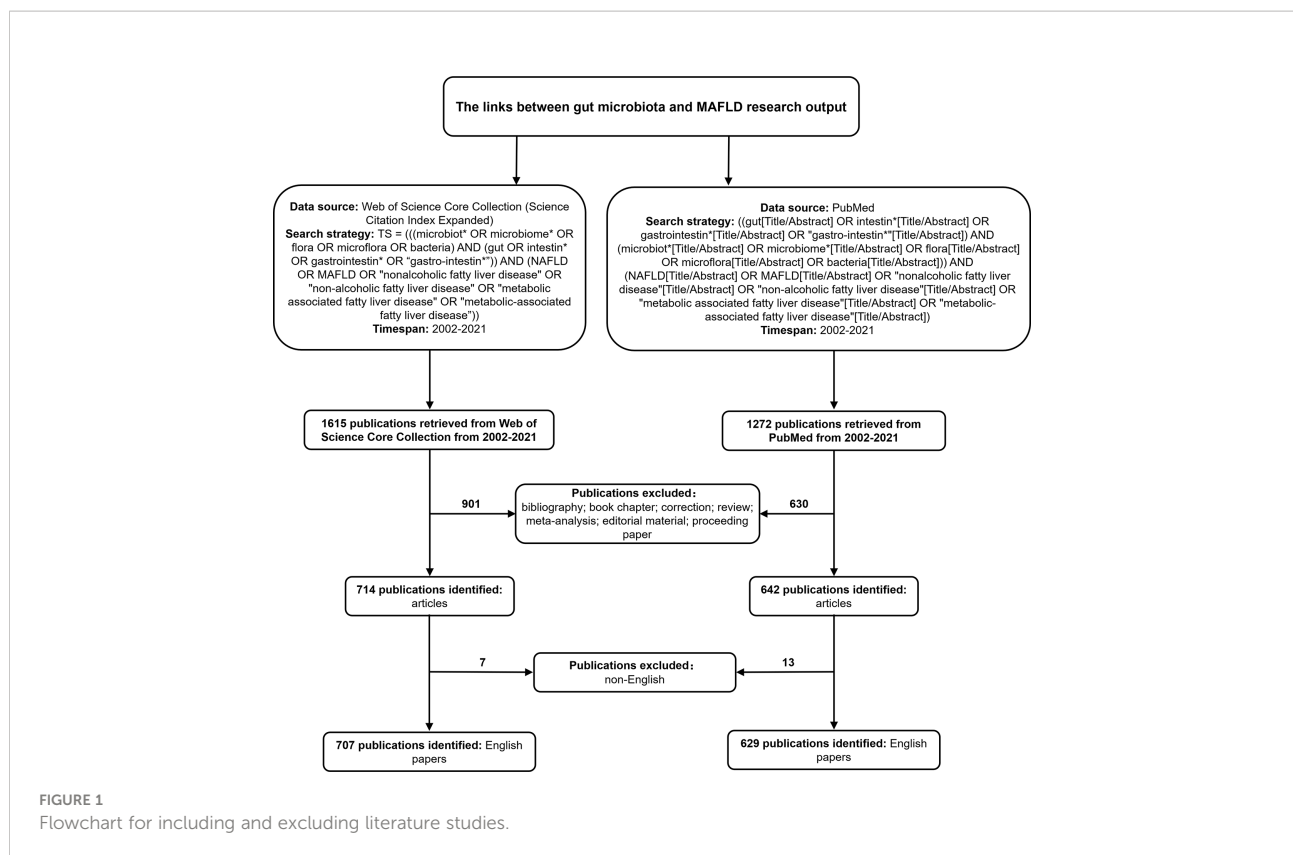 The links between gut microbiota and MAFLD research output
Data source: Web of Science Core Collection (Science
Citation Index Expanded)
Search strategy: TS = (((microbiot* OR microbiome* OR
flora OR microflora OR bacteria) AND (gut OR intestin*
OR gastrointestin* OR “gastro-intestin*”)) AND (NAFLD
OR MAFLD OR "nonalcoholic fatty liver disease" OR
"non-alcoholic fatty liver disease" OR "metabolic
associated fatty liver disease" OR "metabolic-associated
fatty liver disease”))
Timespan: 2002-2021
Data source: PubMed
Search strategy: ((gut[Title/Abstract] OR intestin*[Title/Abstract] OR
gastrointestin*[Title/Abstract] OR "gastro-intestin*"[Title/Abstract]) AND
(microbiot*[Title/Abstract] OR microbiome*[Title/Abstract] OR flora[Title/Abstract]
OR microflora[Title/Abstract] OR bacteria[Title/Abstract])) AND
(NAFLD[Title/Abstract] OR MAFLD[Title/Abstract] OR "nonalcoholic fatty liver
disease"[Title/Abstract] OR "non-alcoholic fatty liver disease"[Title/Abstract] OR
"metabolic associated fatty liver disease"[Title/Abstract] OR "metabolic-
associated fatty liver disease"[Title/Abstract])
Timespan: 2002-2021
1615 publications retrieved from Web of
Science Core Collection from 2002-2021
1272 publications retrieved from
PubMed from 2002-2021
901
Publications excluded：
bibliography; book chapter; correction; review;
meta-analysis; editorial material; proceeding
paper
630
714 publications identified:
articles
642 publications identified:
articles
7
Publications excluded：
non-English
13
707 publications identified: English
papers
629 publications identified: English
papers
FIGURE 1
Flowchart for including and excluding literature studies.